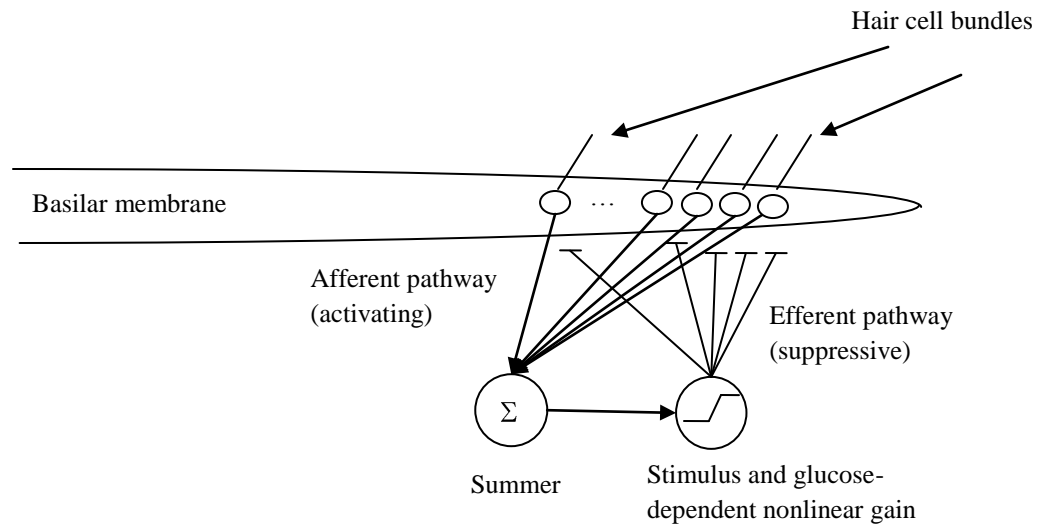 Hair cell bundles
Basilar membrane
…
Afferent pathway
(activating)
Efferent pathway
(suppressive)
Σ
Summer
Stimulus and glucose-
dependent nonlinear gain